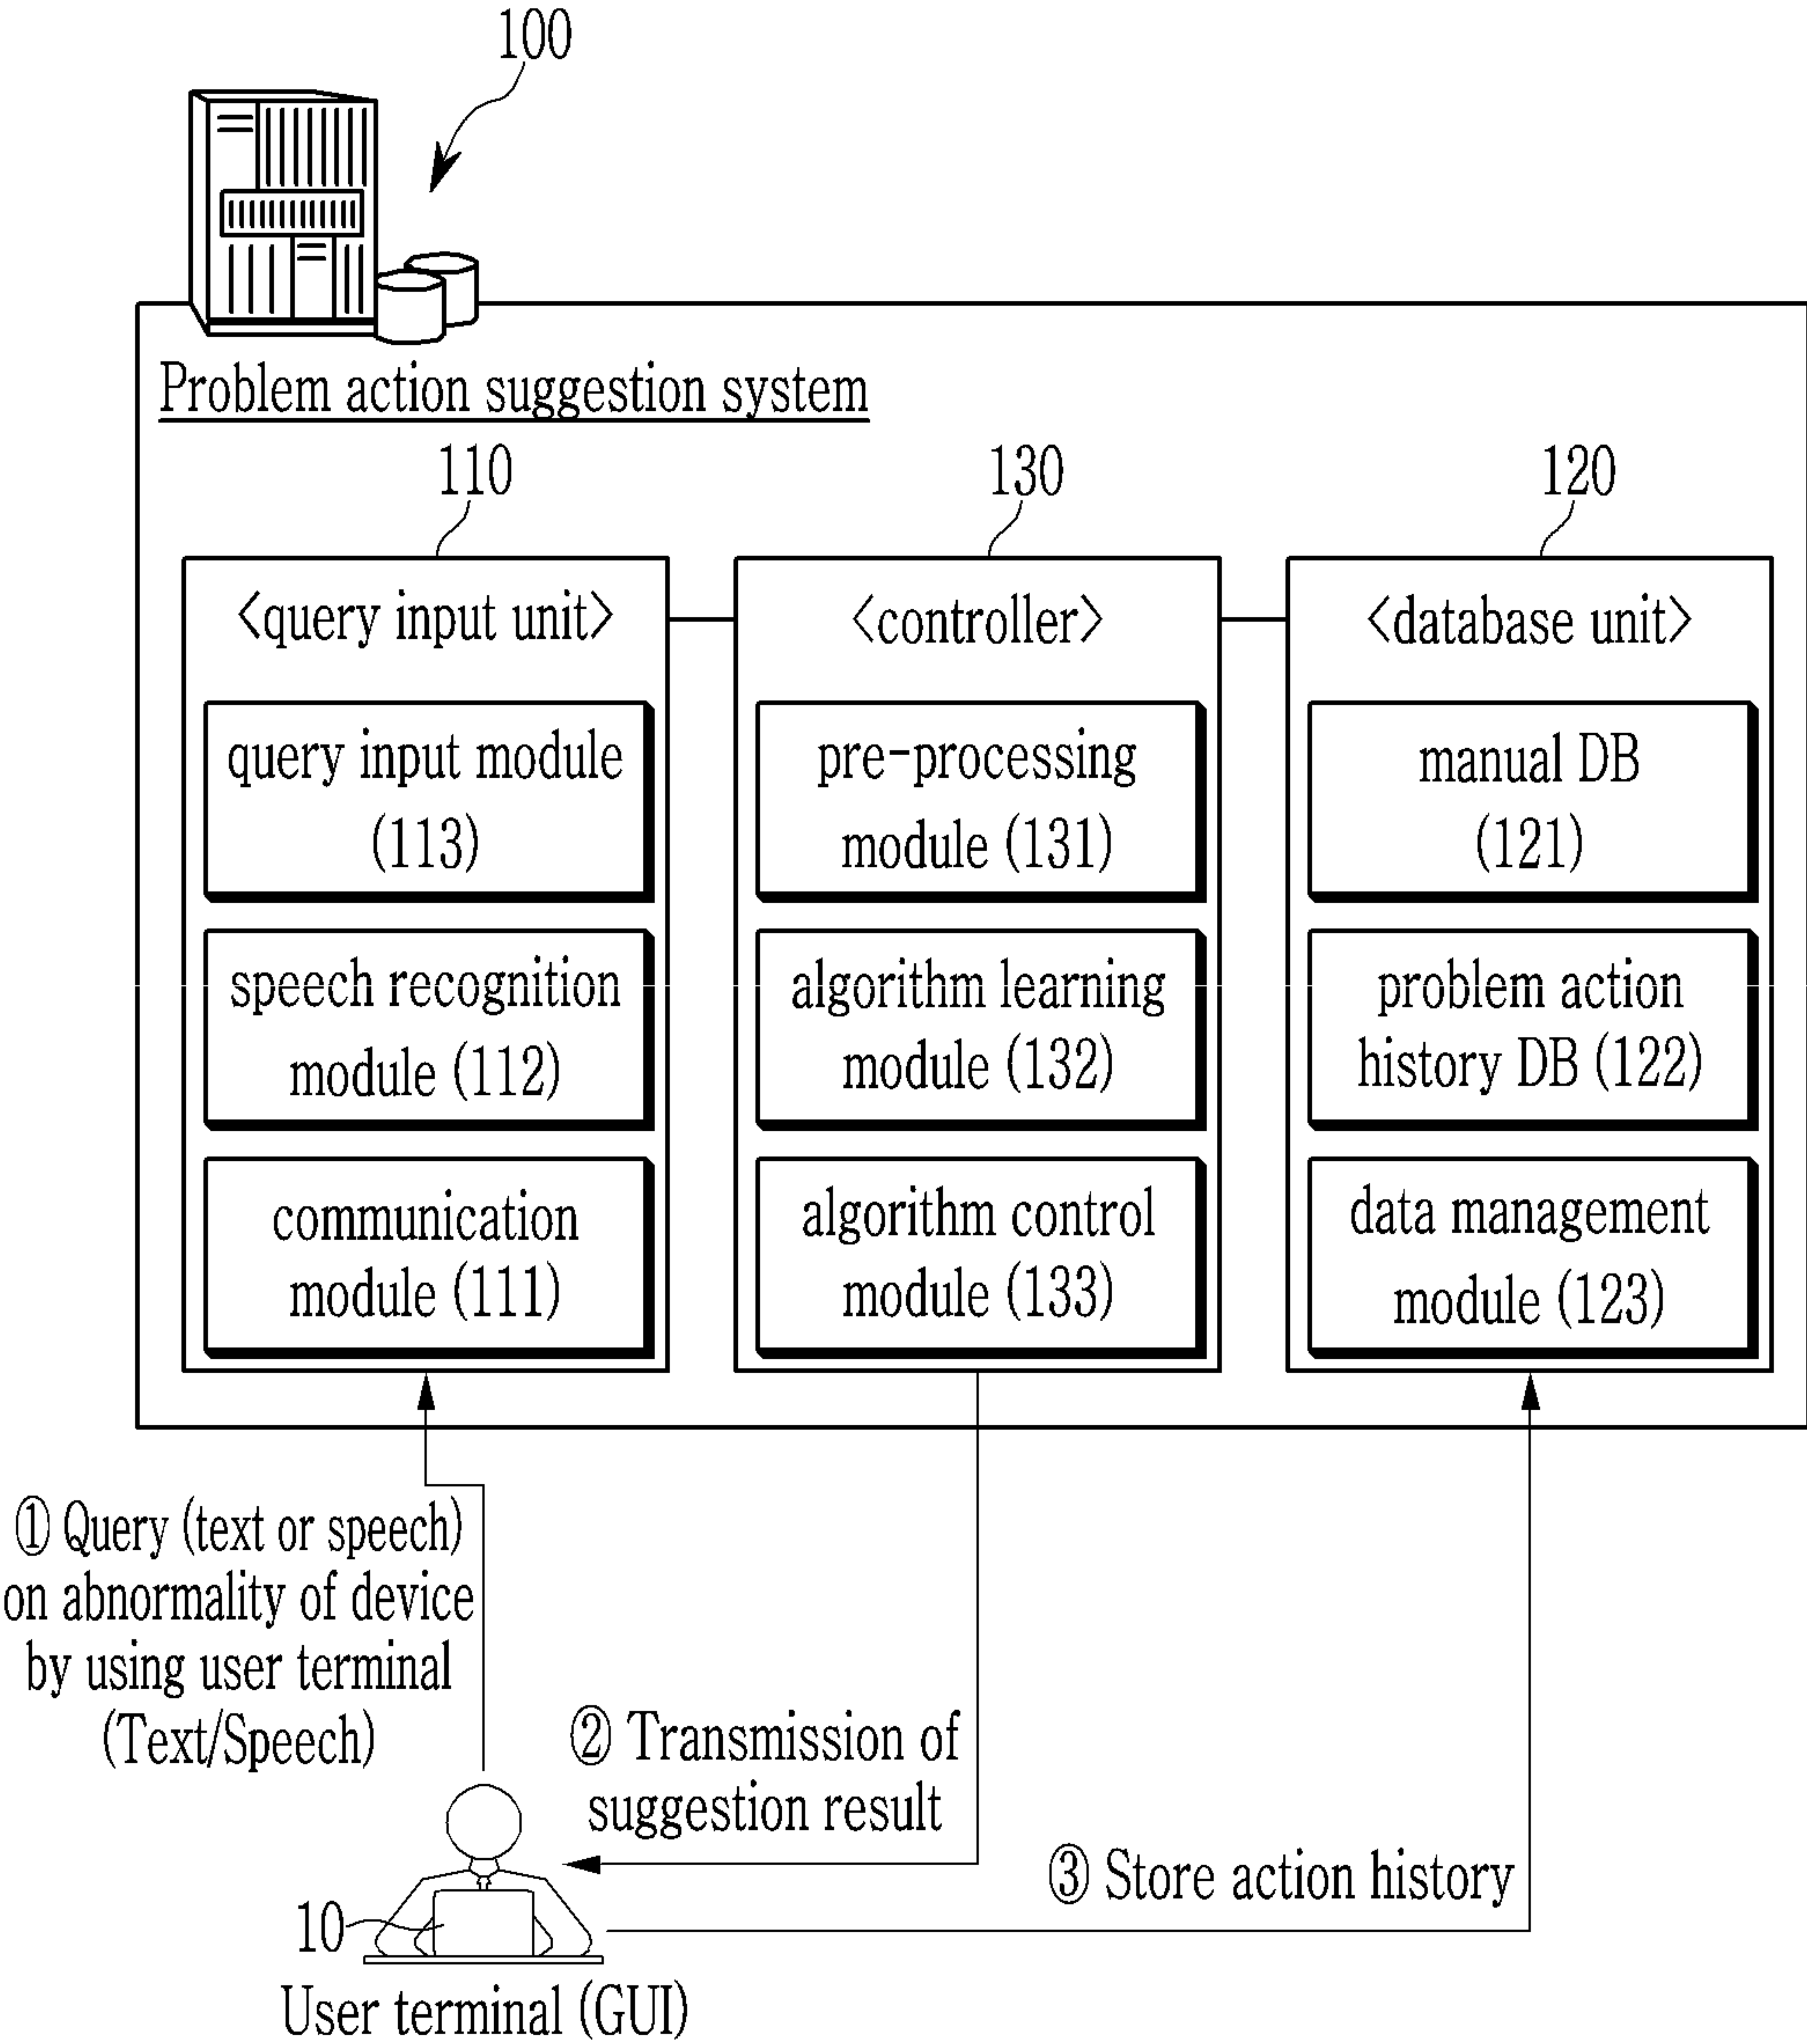 100
Problem action suggestion system
110
<query input unit>
query input module
(113)
speech recognition
module (112)
communication
module (111)
130
<controller>
pre-processing
module (131)
algorithm learning
module (132)
algorithm control
module (133)
120
<database unit>
manual DB
(121)
problem action
history DB (122)
data management
module (123)
① Query (text or speech)
on abnormality of device
by using user terminal
(Text/Speech)
② Transmission of
suggestion result
③ Store action history
10
User terminal (GUI)